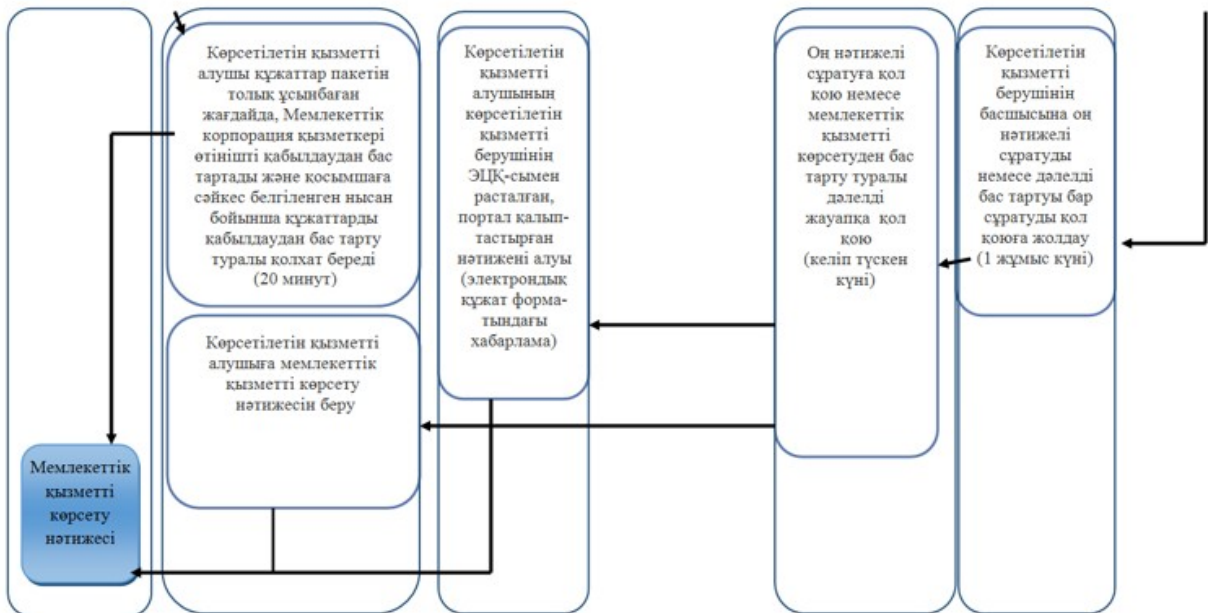 Көрсетілетін қызметті
алушы құжаттар пакетін
толық ұсынбаған
жағдайда, Мемлекеттік
корпорация қызметкері
өтінішті қабылдаудан бас
тартады және қосымшаға
сәйкес белгіленген нысан
бойынша құжаттарды
қабылдаудан бас тарту
туралы қолхат береді
(20 минут)
Көрсетілетін қызметті
алушыға мемлекеттік
қызметті көрсету
нәтижесін беру
Көрсетілетін
қызметті
алушының
көрсетілетін
қызметті
берушінің
ЭЦҚ-сымен
расталған,
портал қалып-
тастырған
нәтижені алуы
(электрондық
құжат форма-
тындағы
хабарлама)
Оң нәтижелі
сұратуға қол
қою немесе
мемлекеттік
қызметті
көрсетуден бас
тарту туралы
дәлелді
жауапқа қол
қою
(келіп түскен
күні)
Көрсетілетін
қызметті
берушінің
басшысына оң
нәтижелі
сұратуды
немесе дәлелді
бас тартуы бар
сұратуды қол
қоюға жолдау
(1 жұмыс күні)
Мемлекеттік
қызметті
көрсету
нәтижесі